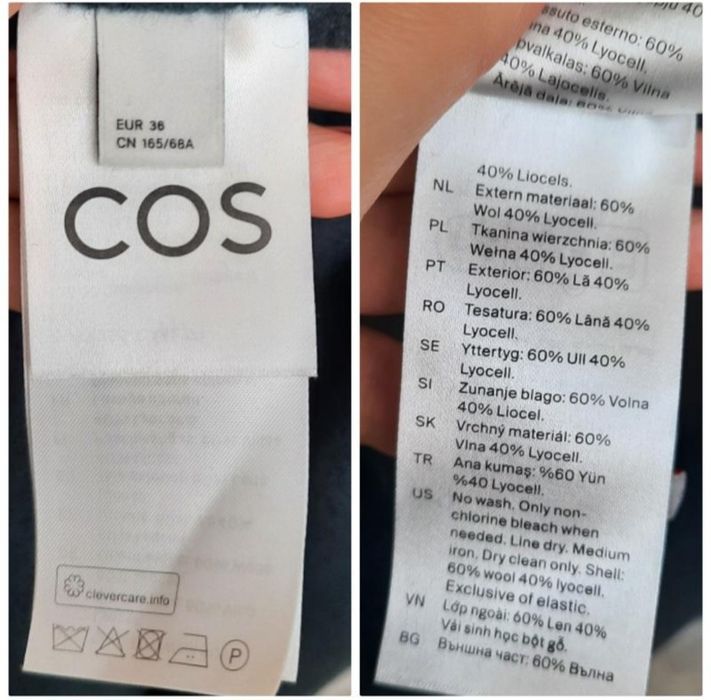 EUR 36
CN 165/68A
COS
clevercare.info
P
40
ssuto esterno: 60%
na 40% Lyocell.
pvalkalas: 60% Vilna
40% Lajocelis.
Ārējā daļa: 60%
40% Liocels.
NL Extern materiaal: 60%
Wol 40% Lyocell.
PL Tkanina wierzchnia: 60%
Wełna 40% Lyocell.
PT Exterior: 60% Lã 40%
Lyocell.
RO Tesatura: 60% Lână 40%
Lyocell.
SE Yttertyg: 60% Ull 40%
Lyocell.
SI Zunanje blago: 60% Volna
40% Liocel.
SK Vrchný materiál: 60%
Vlna 40% Lyocell.
TR Ana kumaş: %60 Yün
%40 Lyocell.
US No wash. Only non-
chlorine bleach when
needed. Line dry. Medium
iron. Dry clean only. Shell:
60% wool 40% lyocell.
Exclusive of elastic.
VN Lớp ngoài: 60% Len 40%
Vải sinh học bột gỗ.
BG Външна част: 60% Вълна